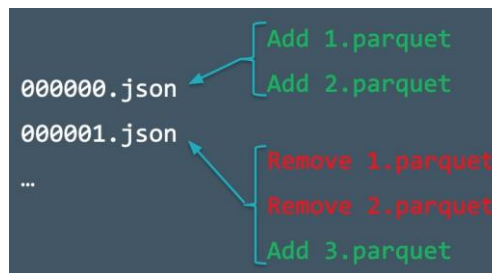 Add 1.parquet
000000.json
Add 2.parquet
000001.json
Remove 1.parquet
…
Remove 2.parquet
Add 3.parquet